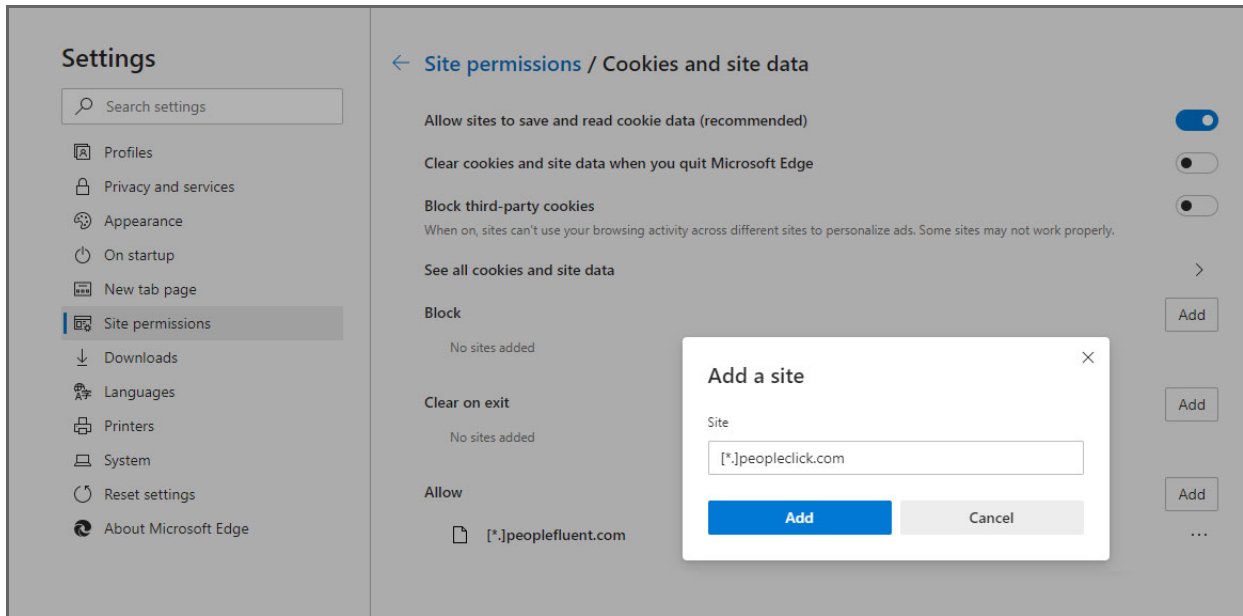 Settings
Search settings
Profiles
Privacy and services
Appearance
On startup
New tab page
Site permissions
Downloads
Languages
Printers
System
Reset settings
About Microsoft Edge
Site permissions / Cookies and site data
Allow sites to save and read cookie data (recommended)
Clear cookies and site data when you quit Microsoft Edge
Block third-party cookies
When on, sites can't use your browsing activity across different sites to personalize ads. Some sites may not work properly.
See all cookies and site data
Block
Add
No sites added
Clear on exit
Add
No sites added
Allow
Add
[*.]peoplefluent.com
Add a site
Site
[*.]peopleclick.com
Add
Cancel